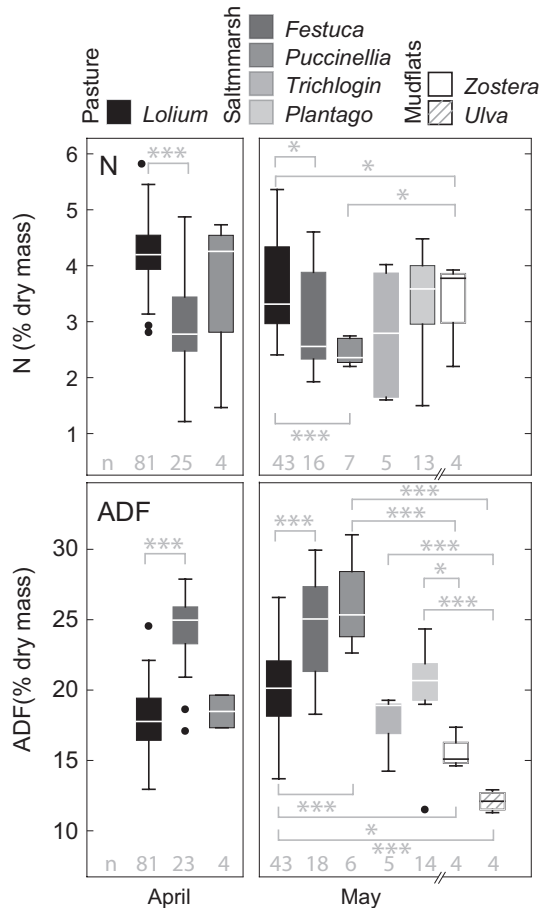 Pasture
Lolium
Saltmmarsh
Festuca
Puccinellia
Trichlogin
Plantago
Mudflats
Zostera
Ulva
N
N (% dry mass)
6
5
4
3
2
1
***
*
*
*
***
n 81 25 4
43 16 7 5 13 4
ADF
ADF(% dry mass)
30
25
20
15
10
***
***
***
***
***
*
***
***
*
***
n 81 23 4
43 18 6 5 14 4 4
April
May